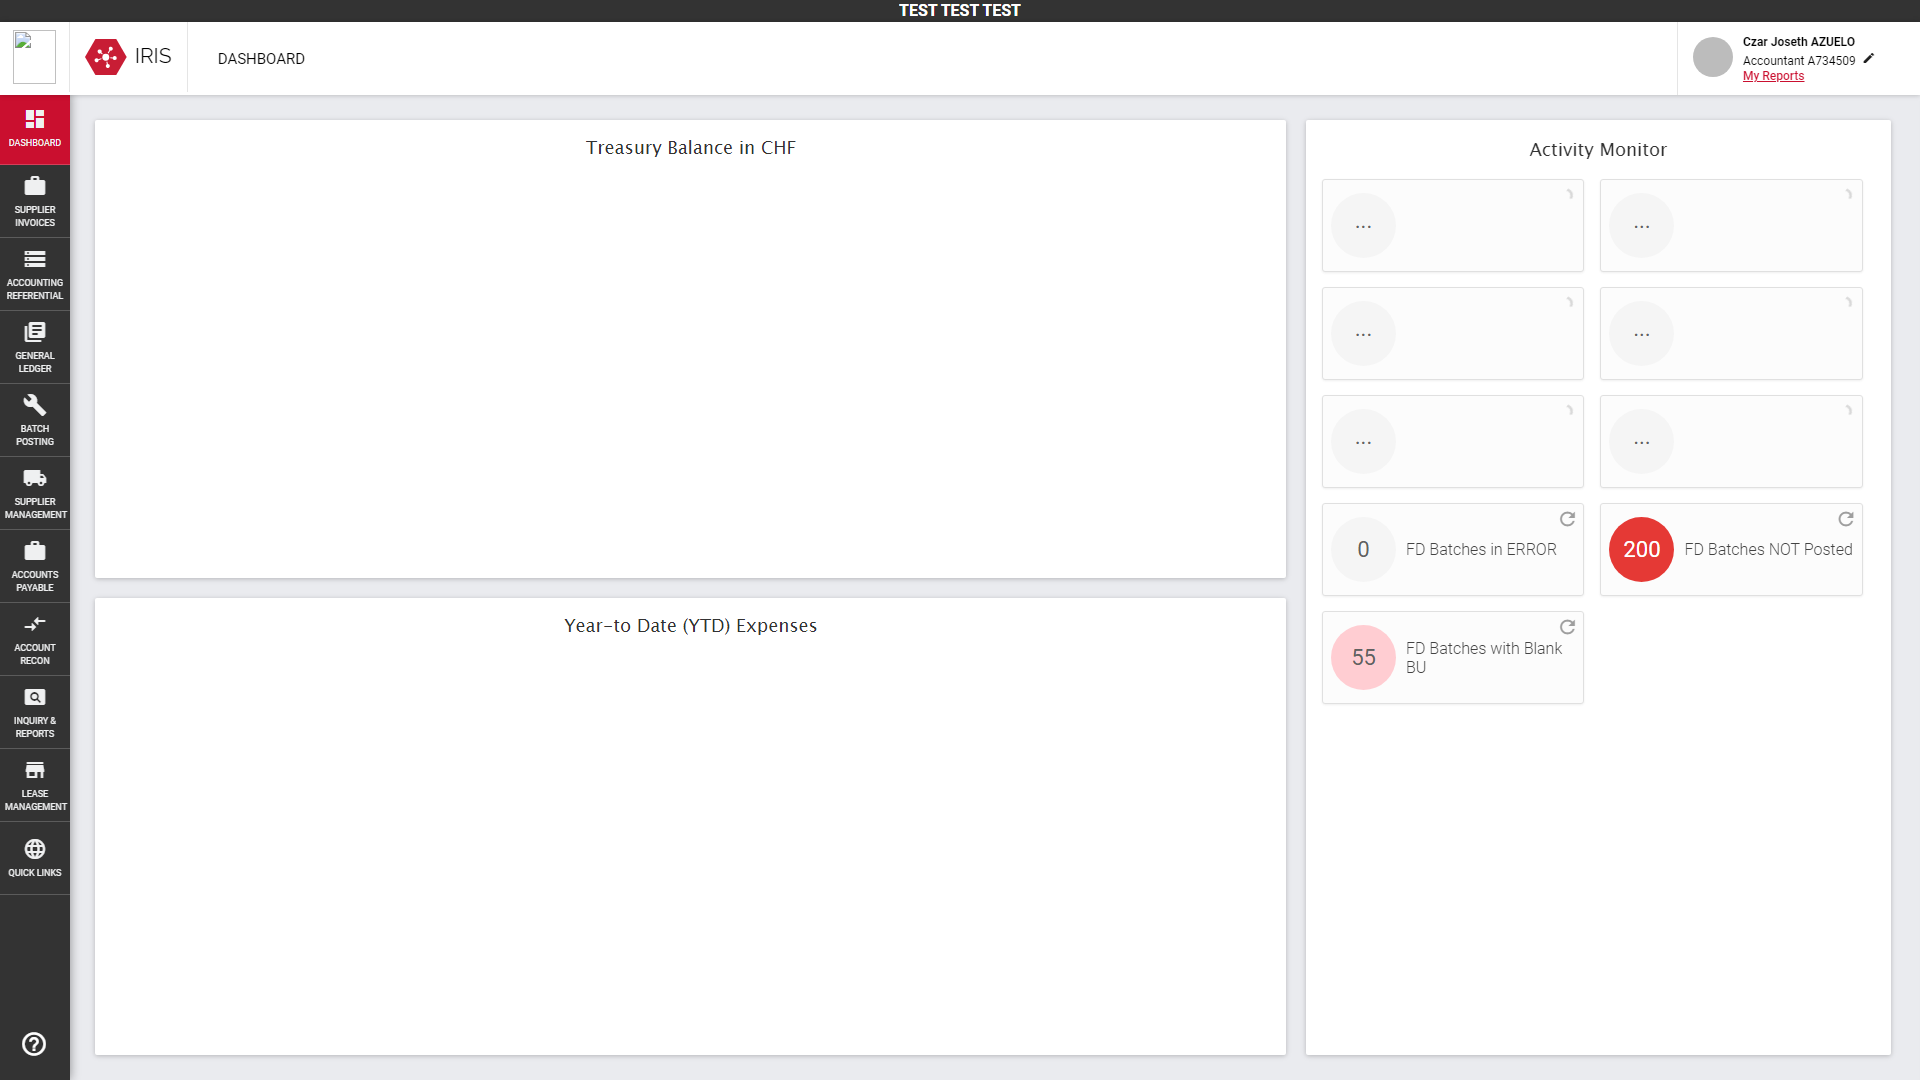 TEST TEST TEST
IRIS
DASHBOARD
Czar Joseth AZUELO
Accountant A734509
My Reports
DASHBOARD
SUPPLIER
INVOICES
ACCOUNTING
REFERENTIAL
GENERAL
LEDGER
BATCH
POSTING
SUPPLIER
MANAGEMENT
ACCOUNTS
PAYABLE
ACCOUNT
RECON
INQUIRY &
REPORTS
LEASE
MANAGEMENT
QUICK LINKS
Treasury Balance in CHF
Year-to Date (YTD) Expenses
Activity Monitor
...
...
...
...
...
...
0
FD Batches in ERROR
200
FD Batches NOT Posted
55
FD Batches with Blank
BU